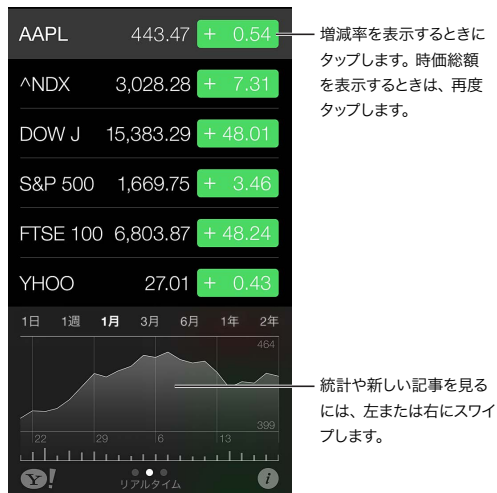 AAPL 443.47 + 0.54
増減率を表示するときに
タップします。時価総額
を表示するときは、再度
タップします。
^NDX 3,028.28 + 7.31
DOW J 15,383.29 + 48.01
S&P 500 1,669.75 + 3.46
FTSE 100 6,803.87 + 48.24
YHOO 27.01 + 0.43
1日 1週 1月 3月 6月 1年 2年
464
統計や新しい記事を見る
には、左または右にスワイ
プします。
399
22 29 6 13
Y!
リアルタイム
i